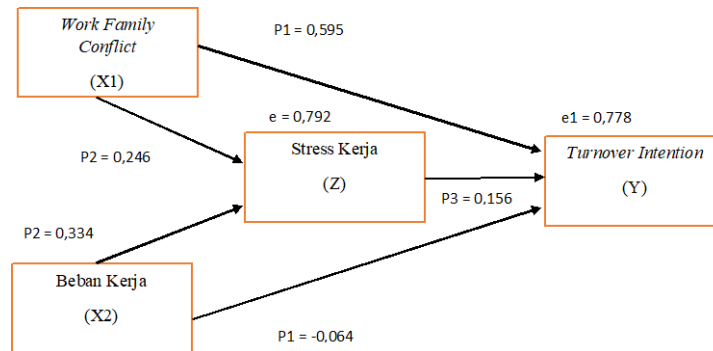 Work Family
Conflict
(X1)
P1 = 0,595
e = 0,792
e1 = 0,778
P2 = 0,246
Stress Kerja
(Z)
Turnover Intention
(Y)
P3 = 0,156
P2 = 0,334
Beban Kerja
(X2)
P1 = -0,064